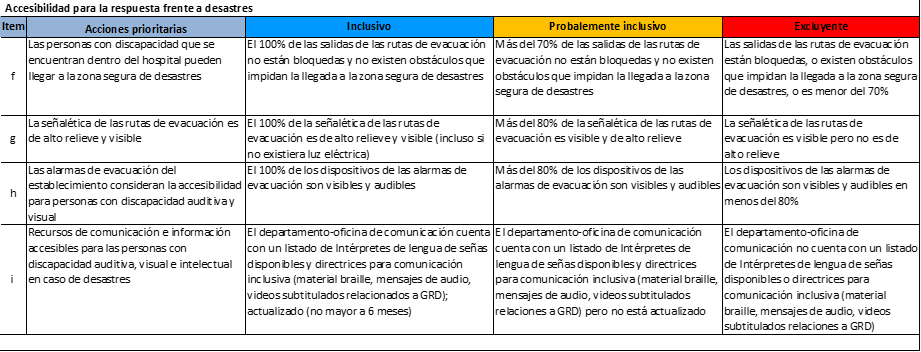 Accesibilidad para la respuesta frente a desastres
Item
Acciones prioritarias
Inclusivo
Probalemente inclusivo
Excluyente
f
Las personas con discapacidad que se
encuentran dentro del hospital pueden
llegar a la zona segura de desastres
El 100% de las salidas de las rutas de evacuación
no están bloquedas y no existen obstáculos que
impidan la llegada a la zona segura de desastres
Más del 70% de las salidas de las rutas de
evacuación no están bloquedas y no existen
obstáculos que impidan la llegada a la zona
segura de desastres
Las salidas de las rutas de evacuación
están bloquedas, o existen obstáculos
que impidan la llegada a la zona segura
de desastres, o es menor del 70%
g
La señalética de las rutas de evacuación es
de alto relieve y visible
El 100% de la señalética de las rutas de
evacuación es de alto relieve y visible (incluso si
no existiera luz eléctrica)
Más del 80% de la señalética de las rutas de
evacuación es visible y de alto relieve
La señalética de las rutas de
evacuación es visible pero no es de
alto relieve
h
Las alarmas de evacuación del
establecimiento consideran la accesibilidad
para personas con discapacidad auditiva y
visual
El 100% de los dispositivos de las alarmas de
evacuación son visibles y audibles
Más del 80% de los dispositivos de las
alarmas de evacuación son visibles y audibles
Los dispositivos de las alarmas de
evacuación son visibles y audibles en
menos del 80%
i
Recursos de comunicación e información
accesibles para las personas con
discapacidad auditiva, visual e intelectual
en caso de desastres
El departamento-oficina de comunicación cuenta
con un listado de Intérpretes de lengua de señas
disponibles y directrices para comunicación
inclusiva (material braille, mensajes de audio,
videos subtitulados relacionados a GRD);
actualizado (no mayor a 6 meses)
El departamento-oficina de comunicación
cuenta con un listado de Intérpretes de
lengua de señas disponibles y directrices
para comunicación inclusiva (material braille,
mensajes de audio, videos subtitulados
relaciones a GRD) pero no está actualizado
El departamento-oficina de
comunicación no cuenta con un listado
de Intérpretes de lengua de señas
disponibles o directrices para
comunicación inclusiva (material
braille, mensajes de audio, videos
subtitulados relaciones a GRD)